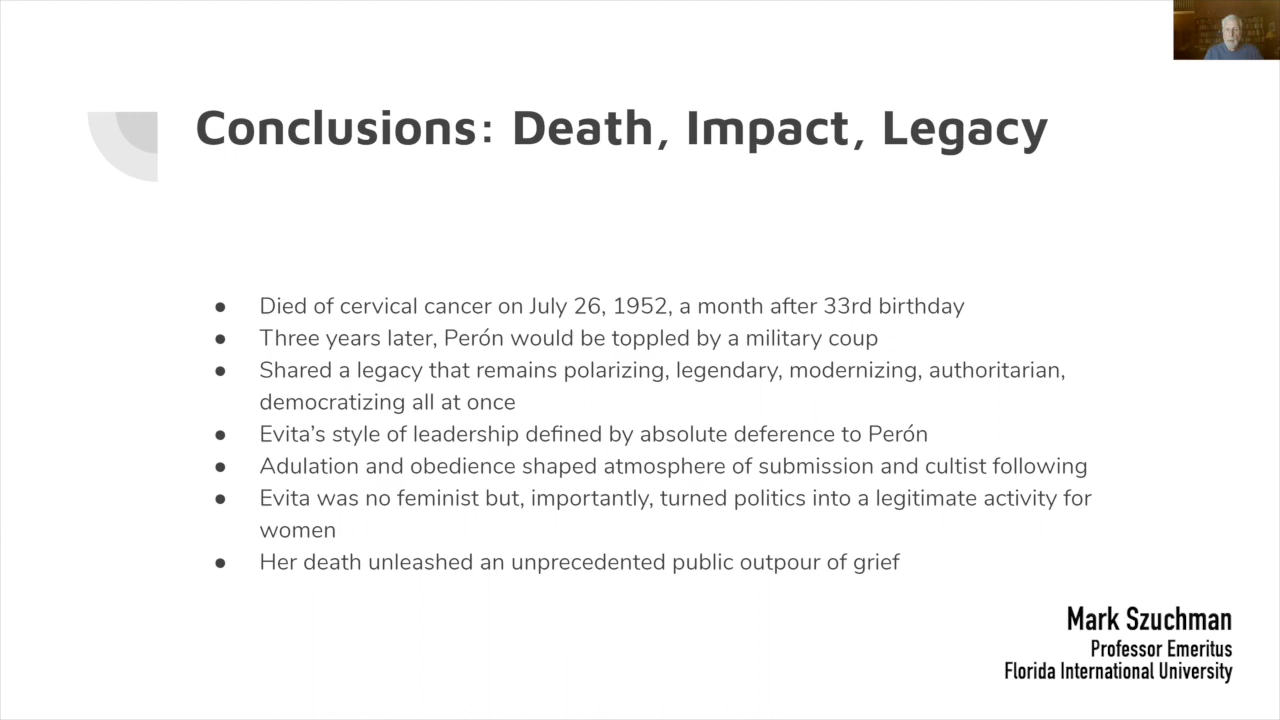 Conclusions: Death, Impact, Legacy
● Died of cervical cancer on July 26, 1952, a month after 33rd birthday
● Three years later, Perón would be toppled by a military coup
● Shared a legacy that remains polarizing, legendary, modernizing, authoritarian,
democratizing all at once
● Evita’s style of leadership defined by absolute deference to Perón
● Adulation and obedience shaped atmosphere of submission and cultist following
● Evita was no feminist but, importantly, turned politics into a legitimate activity for
women
● Her death unleashed an unprecedented public outpour of grief
Mark Szuchman
Professor Emeritus
Florida International University